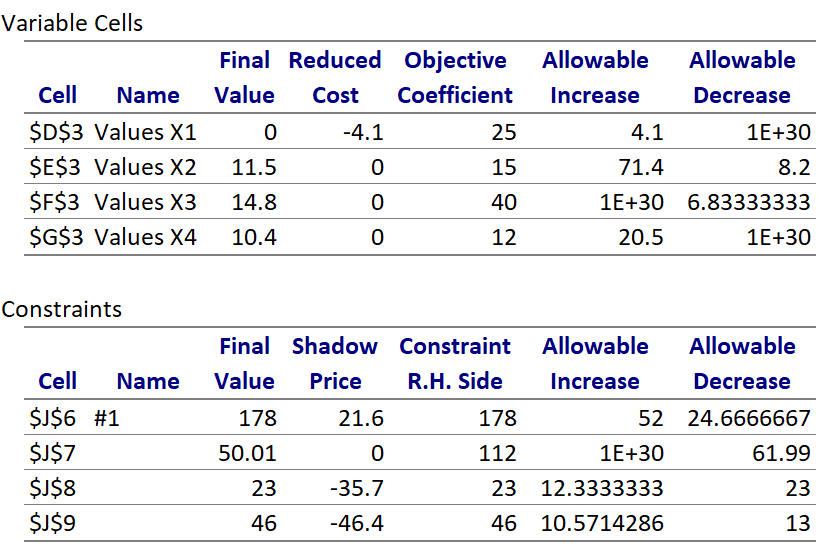 Variable Cells
Final Reduced Objective Allowable Allowable
Cell Name Value Cost Coefficient Increase Decrease
$D$3 Values X1 0 -4.1 25 4.1 1E+30
$E$3 Values X2 11.5 0 15 71.4 8.2
$F$3 Values X3 14.8 0 40 1E+30 6.83333333
$G$3 Values X4 10.4 0 12 20.5 1E+30
Constraints
Final Shadow Constraint Allowable Allowable
Cell Name Value Price R.H. Side Increase Decrease
$J$6 #1 178 21.6 178 52 24.6666667
$J$7 50.01 0 112 1E+30 61.99
$J$8 23 -35.7 23 12.3333333 23
$J$9 46 -46.4 46 10.5714286 13